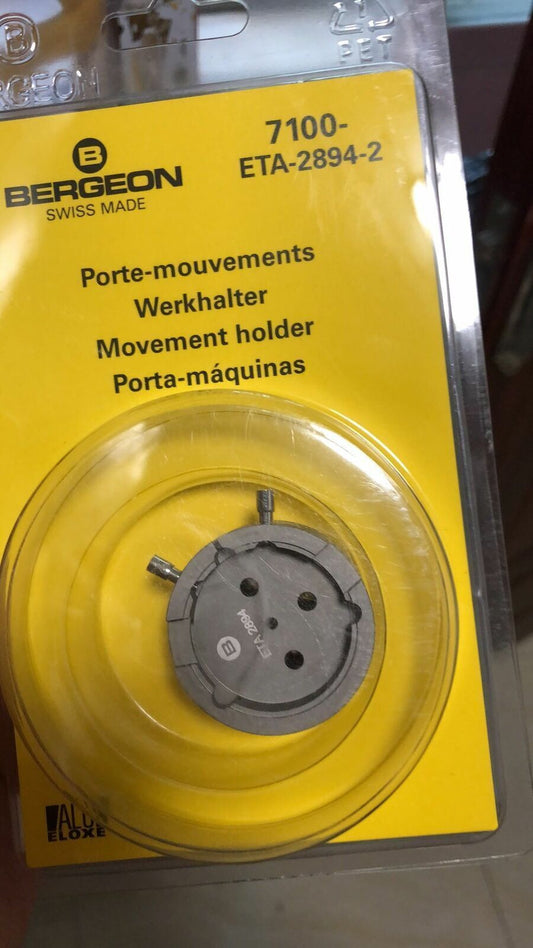 B
BERGEON
PET
B
BERGEON
SWISS MADE
7100-
ETA-2894-2
Porte-mouvements
Werkhalter
Movement holder
Porta-máquinas
B
ETA 2894
ALU
ELOXE